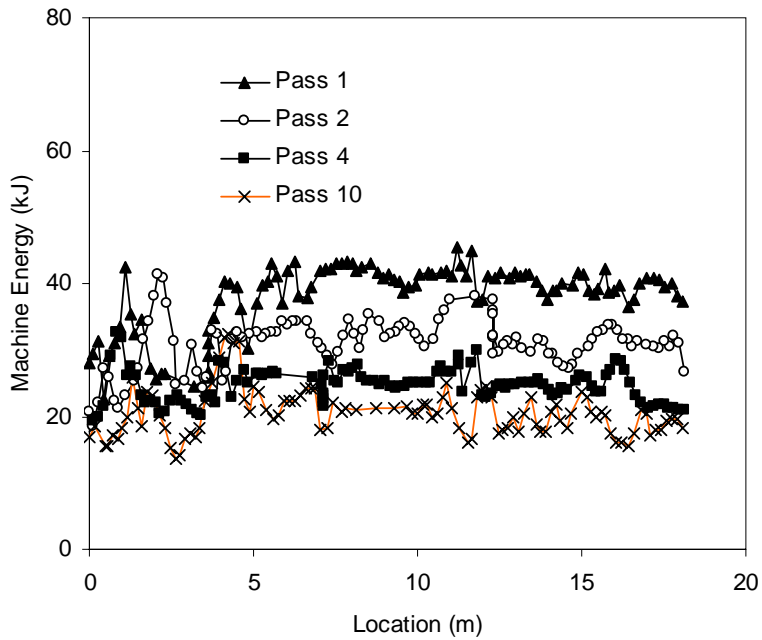 80
60
40
20
0
Machine Energy (kJ)
Pass 1
Pass 2
Pass 4
Pass 10
0 5 10 15 20
Location (m)